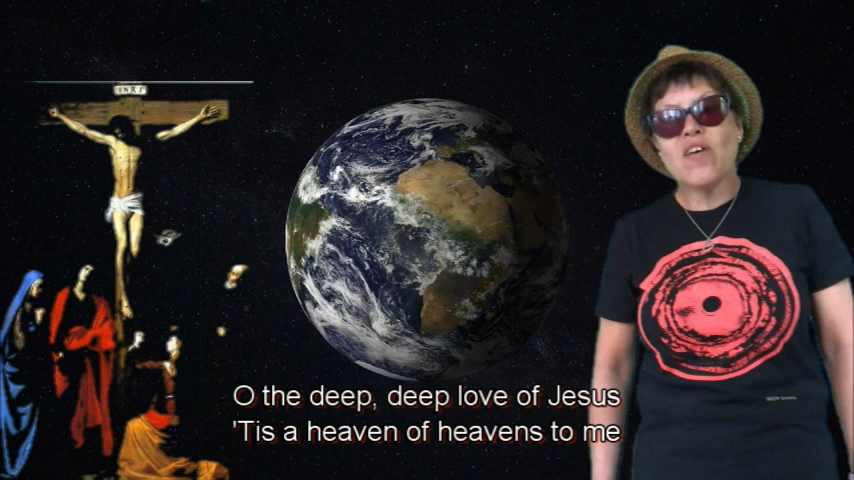 INRI
O the deep, deep love of Jesus
'Tis a heaven of heavens to me